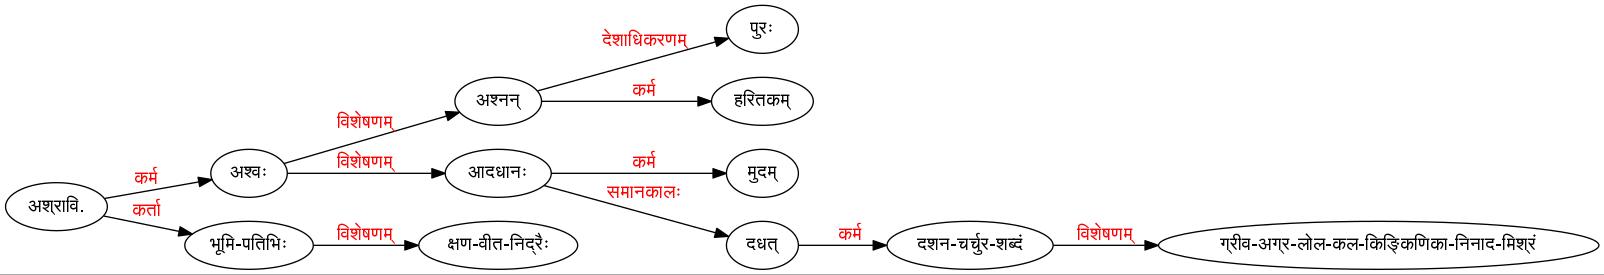 पुरः
देशाधिकरणम्
अश्नन्
कर्म
हरितकम्
विशेषणम्
अश्वः
विशेषणम्
आदधानः
कर्म
मुदम्
कर्म
समानकालः
अश्रावि.
कर्ता
भूमि-पतिभिः
विशेषणम्
क्षण-वीत-निद्रैः
दधत्
कर्म
दशन-चर्चुर-शब्दं
विशेषणम्
ग्रीव-अग्र-लोल-कल-किङ्किणिका-निनाद-मिश्रं